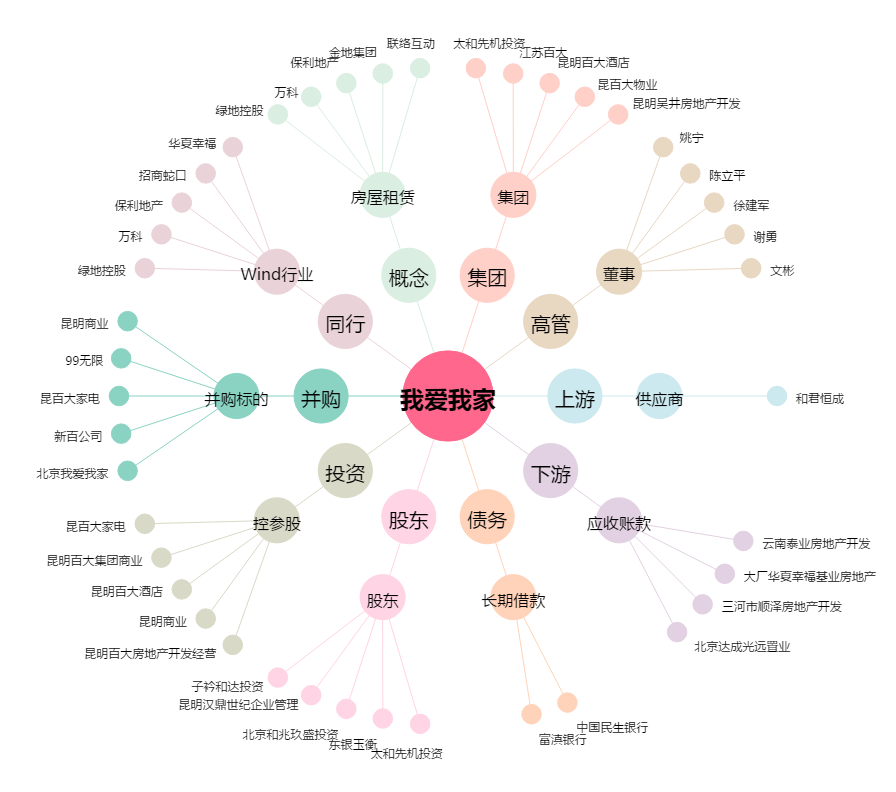 联络互动
金地集团
保利地产
万科
绿地控股
房屋租赁
概念
太和先机投资
江苏百大
昆明百大酒店
昆百大物业
昆明吴井房地产开发
集团
集团
姚宁
陈立平
徐建军
谢勇
文彬
董事
高管
华夏幸福
招商蛇口
保利地产
万科
绿地控股
Wind行业
同行
昆明商业
99无限
昆百大家电
新百公司
北京我爱我家
并购标的
并购
我爱我家
上游
供应商
和君恒成
投资
控参股
昆百大家电
昆明百大集团商业
昆明百大酒店
昆明商业
昆明百大房地产开发经营
股东
股东
子衿和达投资
昆明汉鼎世纪企业管理
北京和兆玖盛投资
东银玉衡
太和先机投资
债务
长期借款
富滇银行
中国民生银行
下游
应收账款
云南泰业房地产开发
大厂华夏幸福基业房地产
三河市顺泽房地产开发
北京达成光远置业